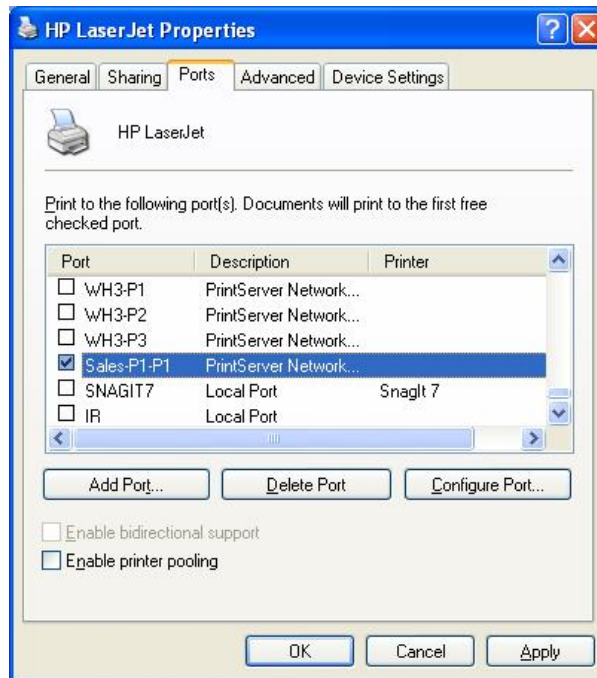 HP LaserJet Properties
General Sharing Ports Advanced Device Settings
HP LaserJet
Print to the following port(s). Documents will print to the first free
checked port.
Port Description Printer
WH3-P1 PrintServer Network...
WH3-P2 PrintServer Network...
WH3-P3 PrintServer Network...
Sales-P1-P1 PrintServer Network...
SNAGIT7 Local Port SnagIt 7
IR Local Port
Add Port... Delete Port Configure Port...
Enable bidirectional support
Enable printer pooling
OK Cancel Apply